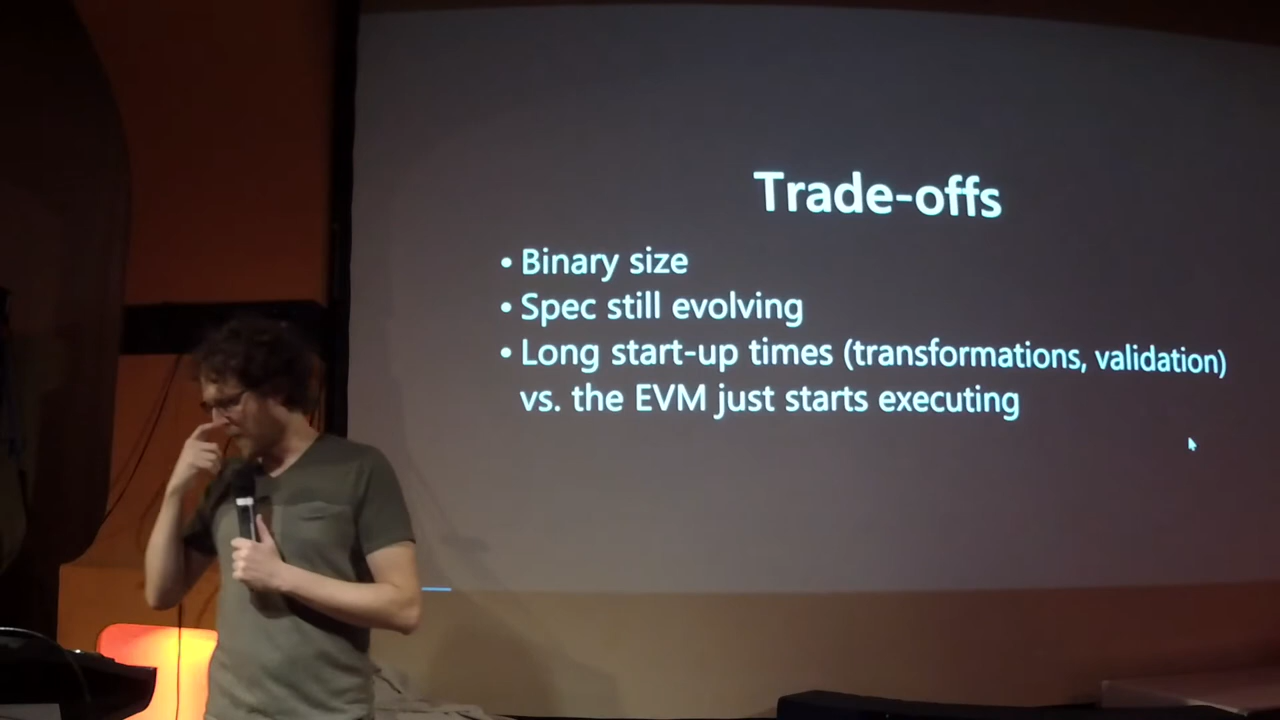 Trade-offs
• Binary size
• Spec still evolving
• Long start-up times (transformations, validation)
vs. the EVM just starts executing